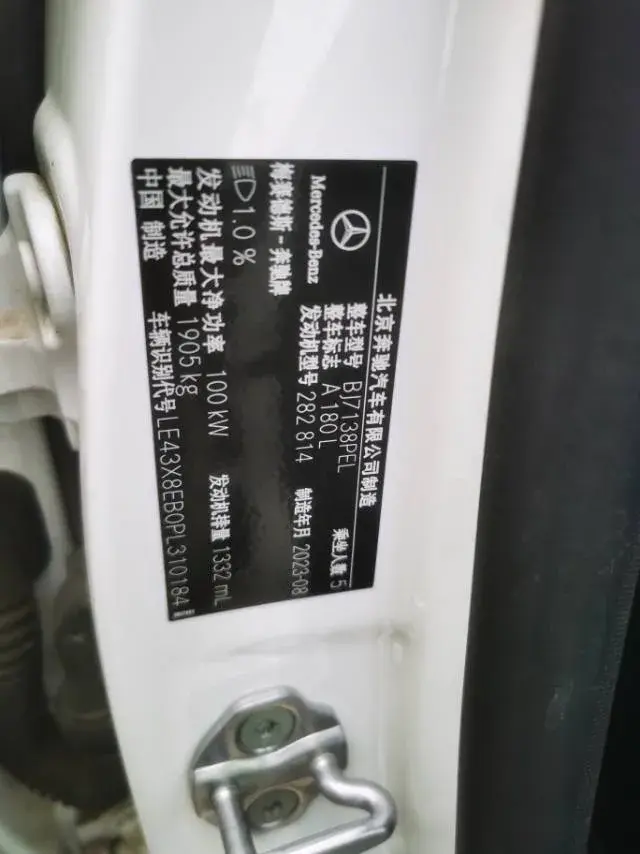 北京奔驰汽车有限公司制造
Mercedes-Benz
梅赛德斯-奔驰牌
整车型号 BJ7138PEL 乘坐人数 5
整车标志 A 180 L
发动机型号 282 814 制造年月 2023-08
1.0 %
发动机最大净功率 100 kW 发动机排量 1332 mL
最大允许总质量 1905 kg
中国 制造 车辆识别代号 LE43X8EB0PL310184